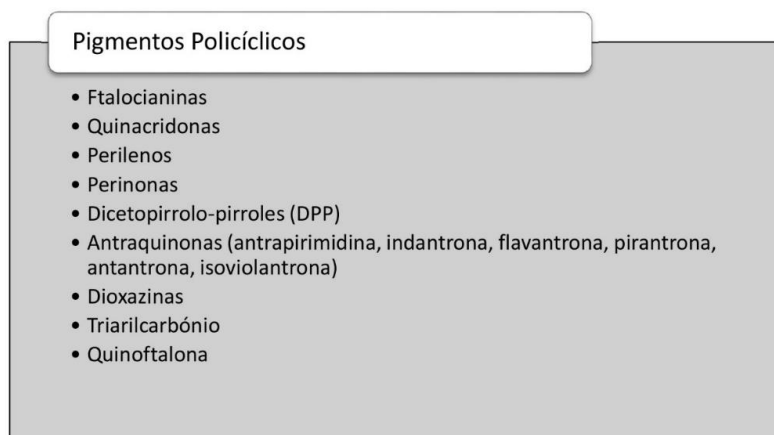 Pigmentos Policíclicos
• Ftalocianinas
• Quinacridonas
• Perilenos
• Perinonas
• Dicetopirrolo-pirroles (DPP)
• Antraquinonas (antrapirimidina, indantrona, flavantrona, pirantrona,
antantrona, isoviolantrona)
• Dioxazinas
• Triarilcarbónio
• Quinoftalona